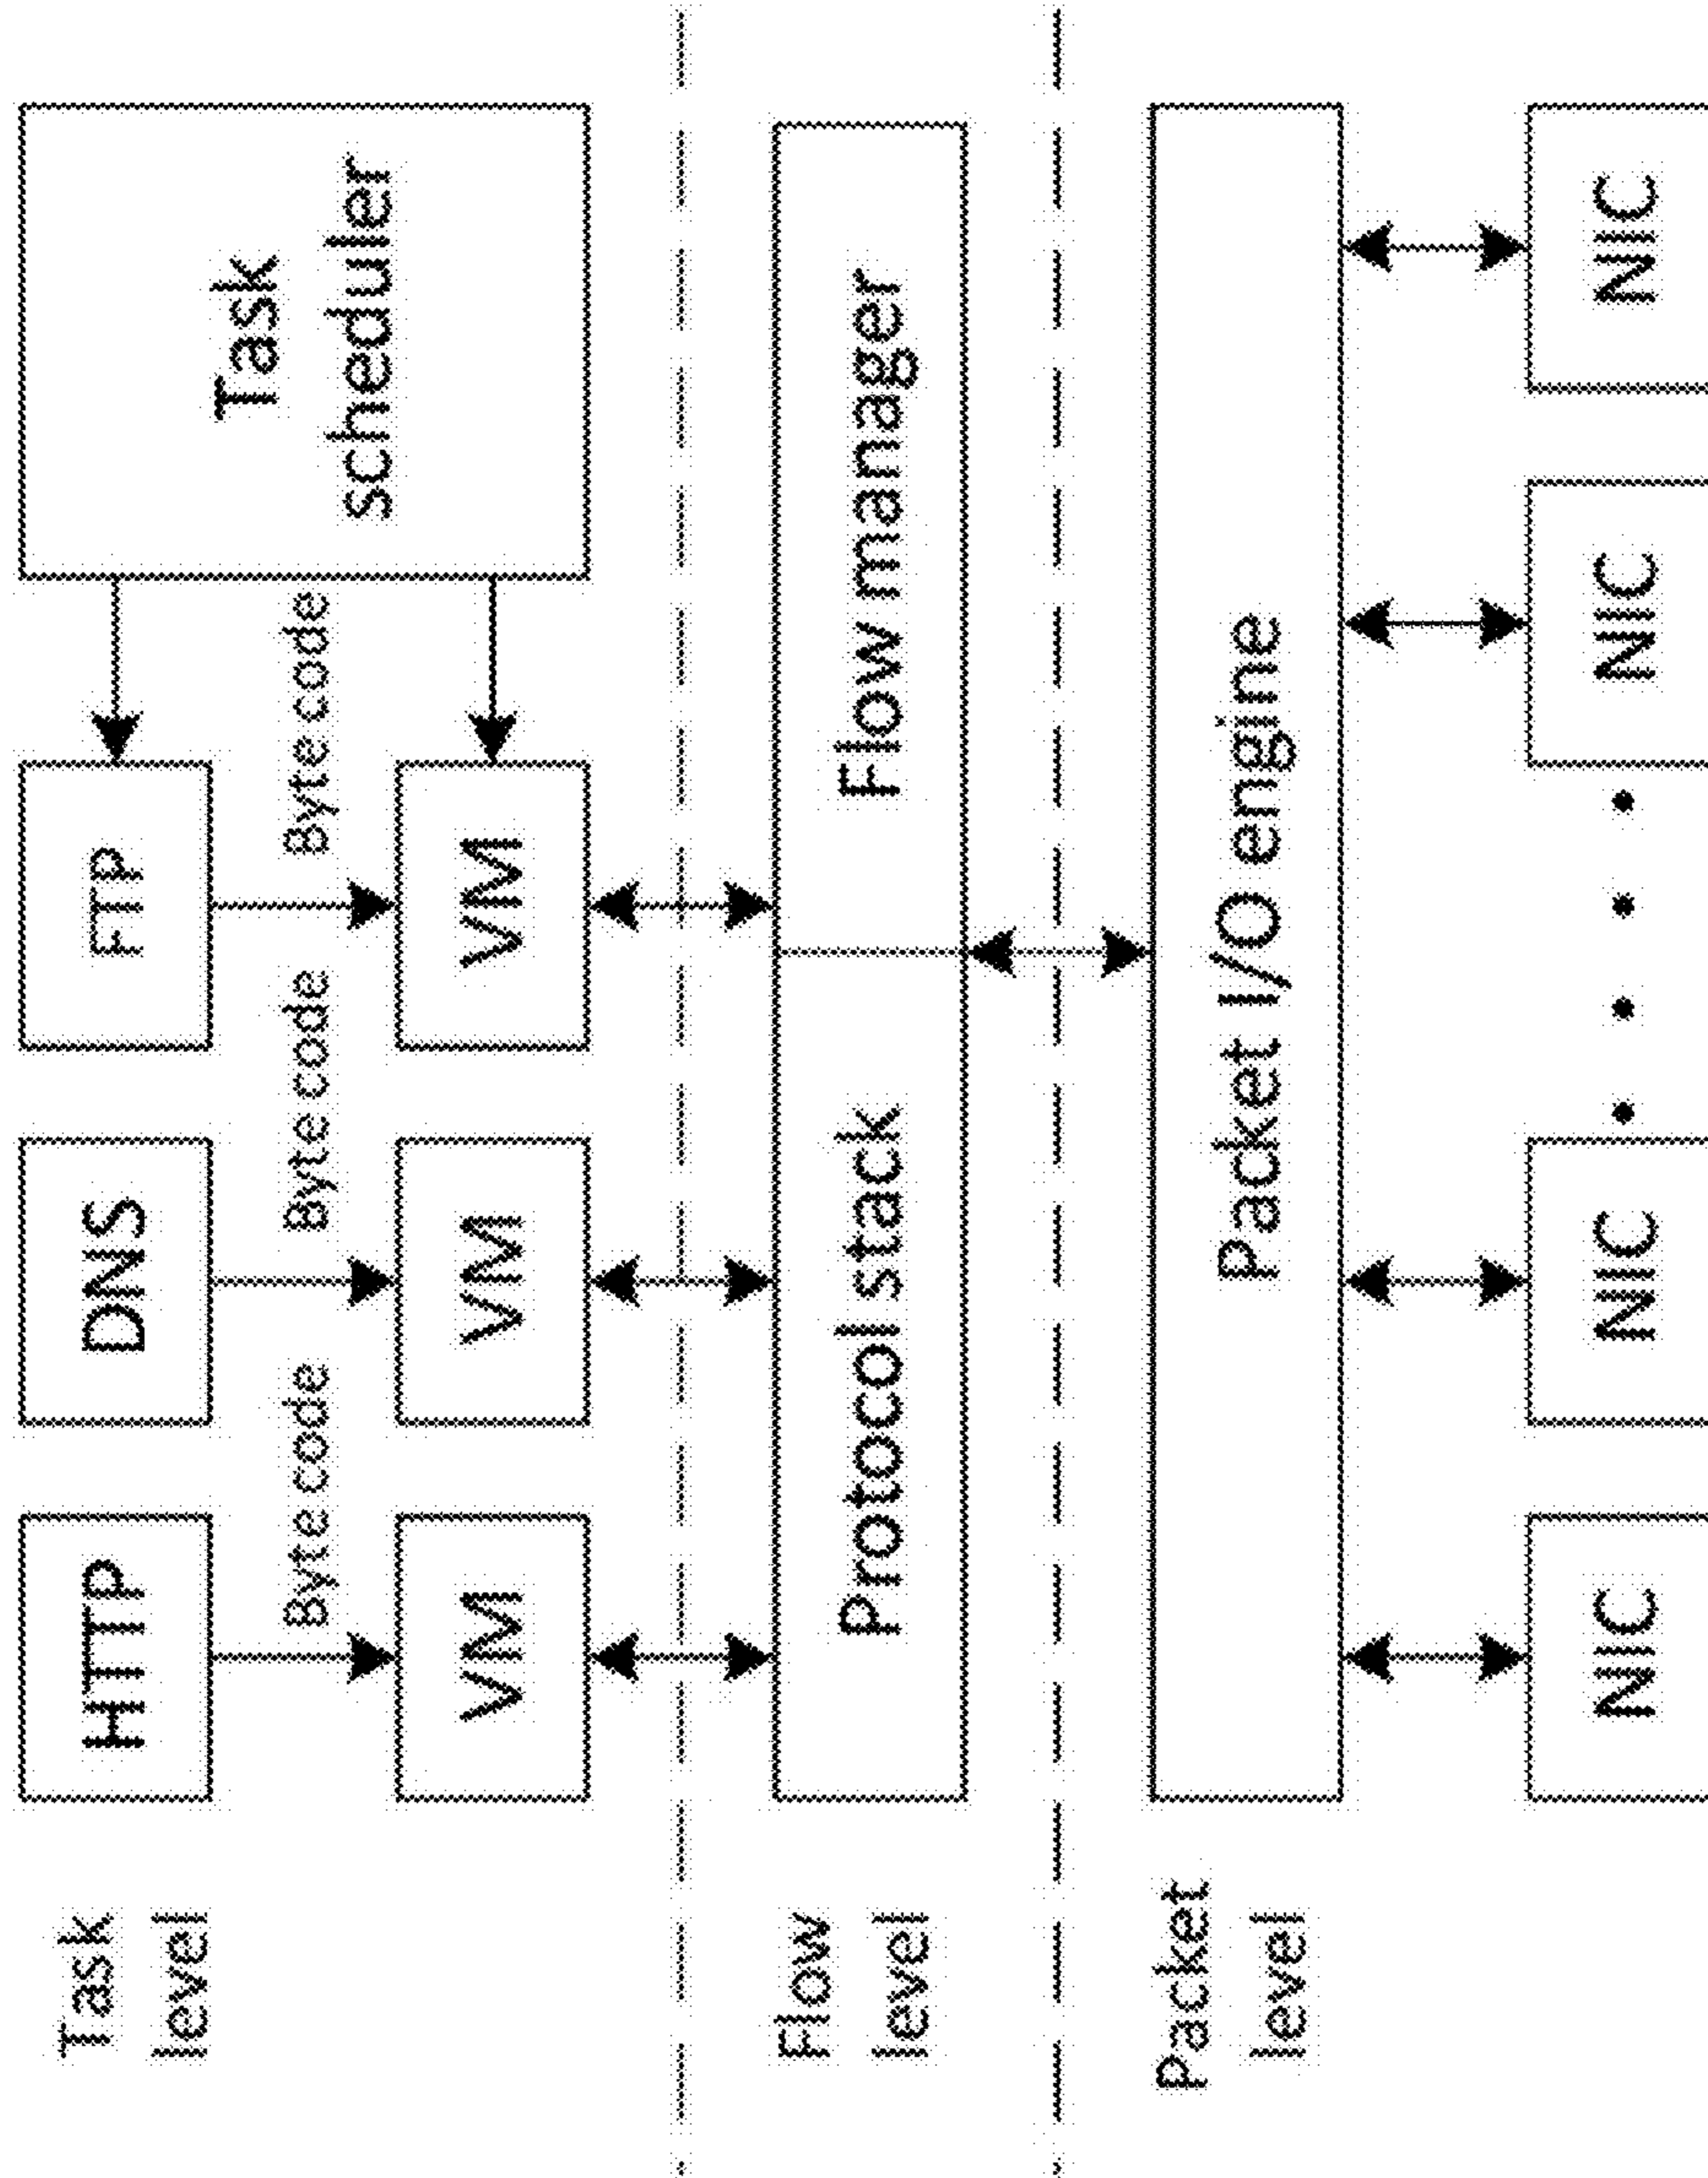 Task
level
HTTP
DNS
FTP
Task
scheduler
Byte code
Byte code
Byte code
VM
VM
VM
Flow
level
Protocol stack
Flow manager
Packet
level
Packet I/O engine
NIC
NIC
NIC
NIC